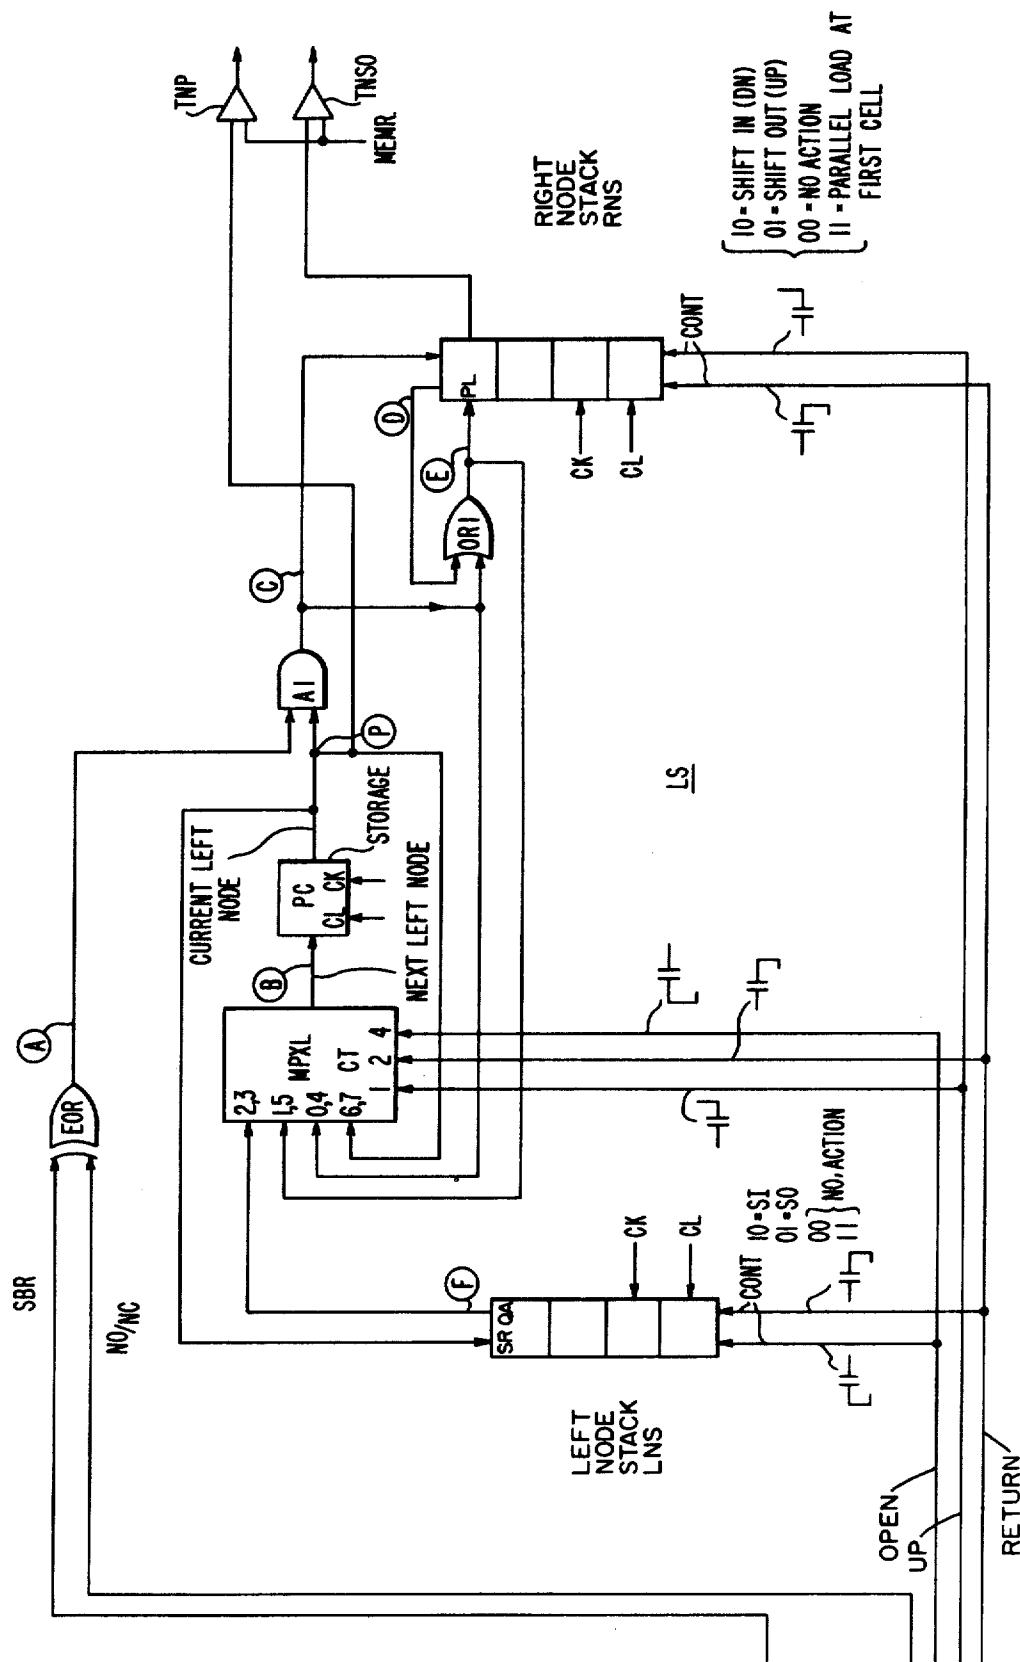 TNP
TNSO
MEMR
RIGHT
NODE
STACK
RNS
10=SHIFT IN (DN)
01=SHIFT OUT (UP)
00=NO ACTION
11=PARALLEL LOAD AT
FIRST CELL
CONT
D
PL
E
OR1
CK
CL
C
A1
P
A
EOR
SBR
NO/NC
CURRENT LEFT
NODE
PC
CL CK
STORAGE
B
NEXT LEFT NODE
MPXL
CT
2,3
1,5
0,4
6,7
1 2 4
LS
F
SR QA
CK
CL
CONT
10=SI
01=SO
00
11
NO, ACTION
LEFT
NODE
STACK
LNS
OPEN
UP
RETURN